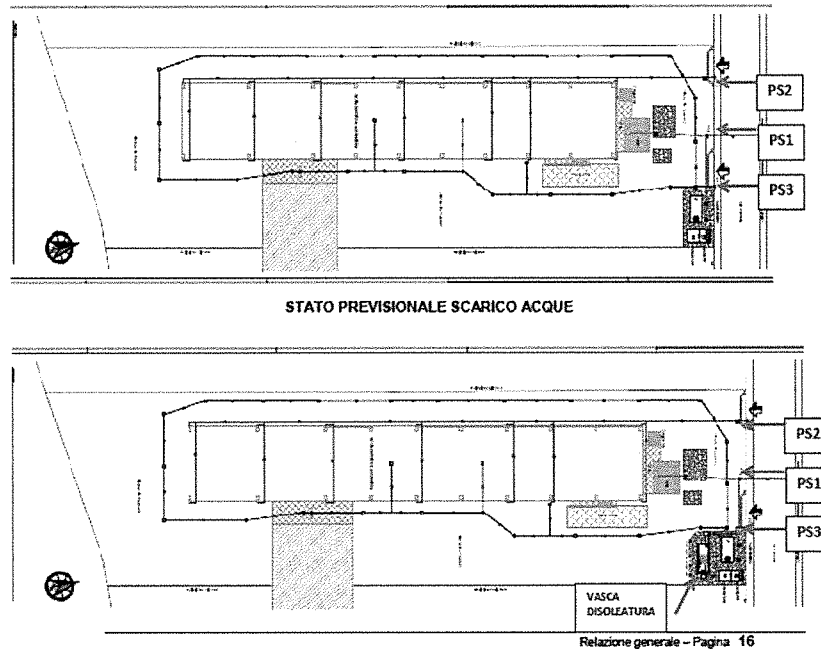 PS2
PS1
PS3
STATO PREVISIONALE SCARICO ACQUE
PS2
PS1
PS3
VASCA
DISOLEATURA
Relazione generale – Pagina 16